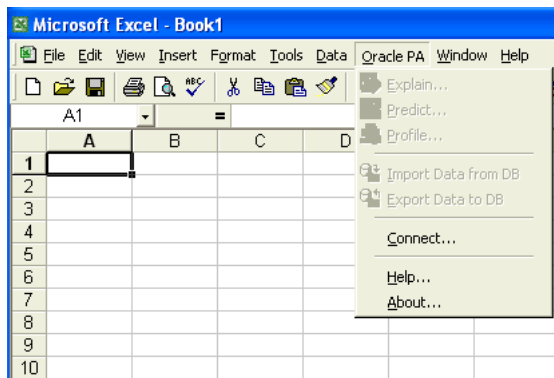 Microsoft Excel - Book1
File Edit View Insert Format Tools Data Oracle PA Window Help
ABC
A1 =
A B C D
1
2
3
4
5
6
7
8
9
10
Explain...
Predict...
Profile...
Import Data from DB
Export Data to DB
Connect...
Help...
About...